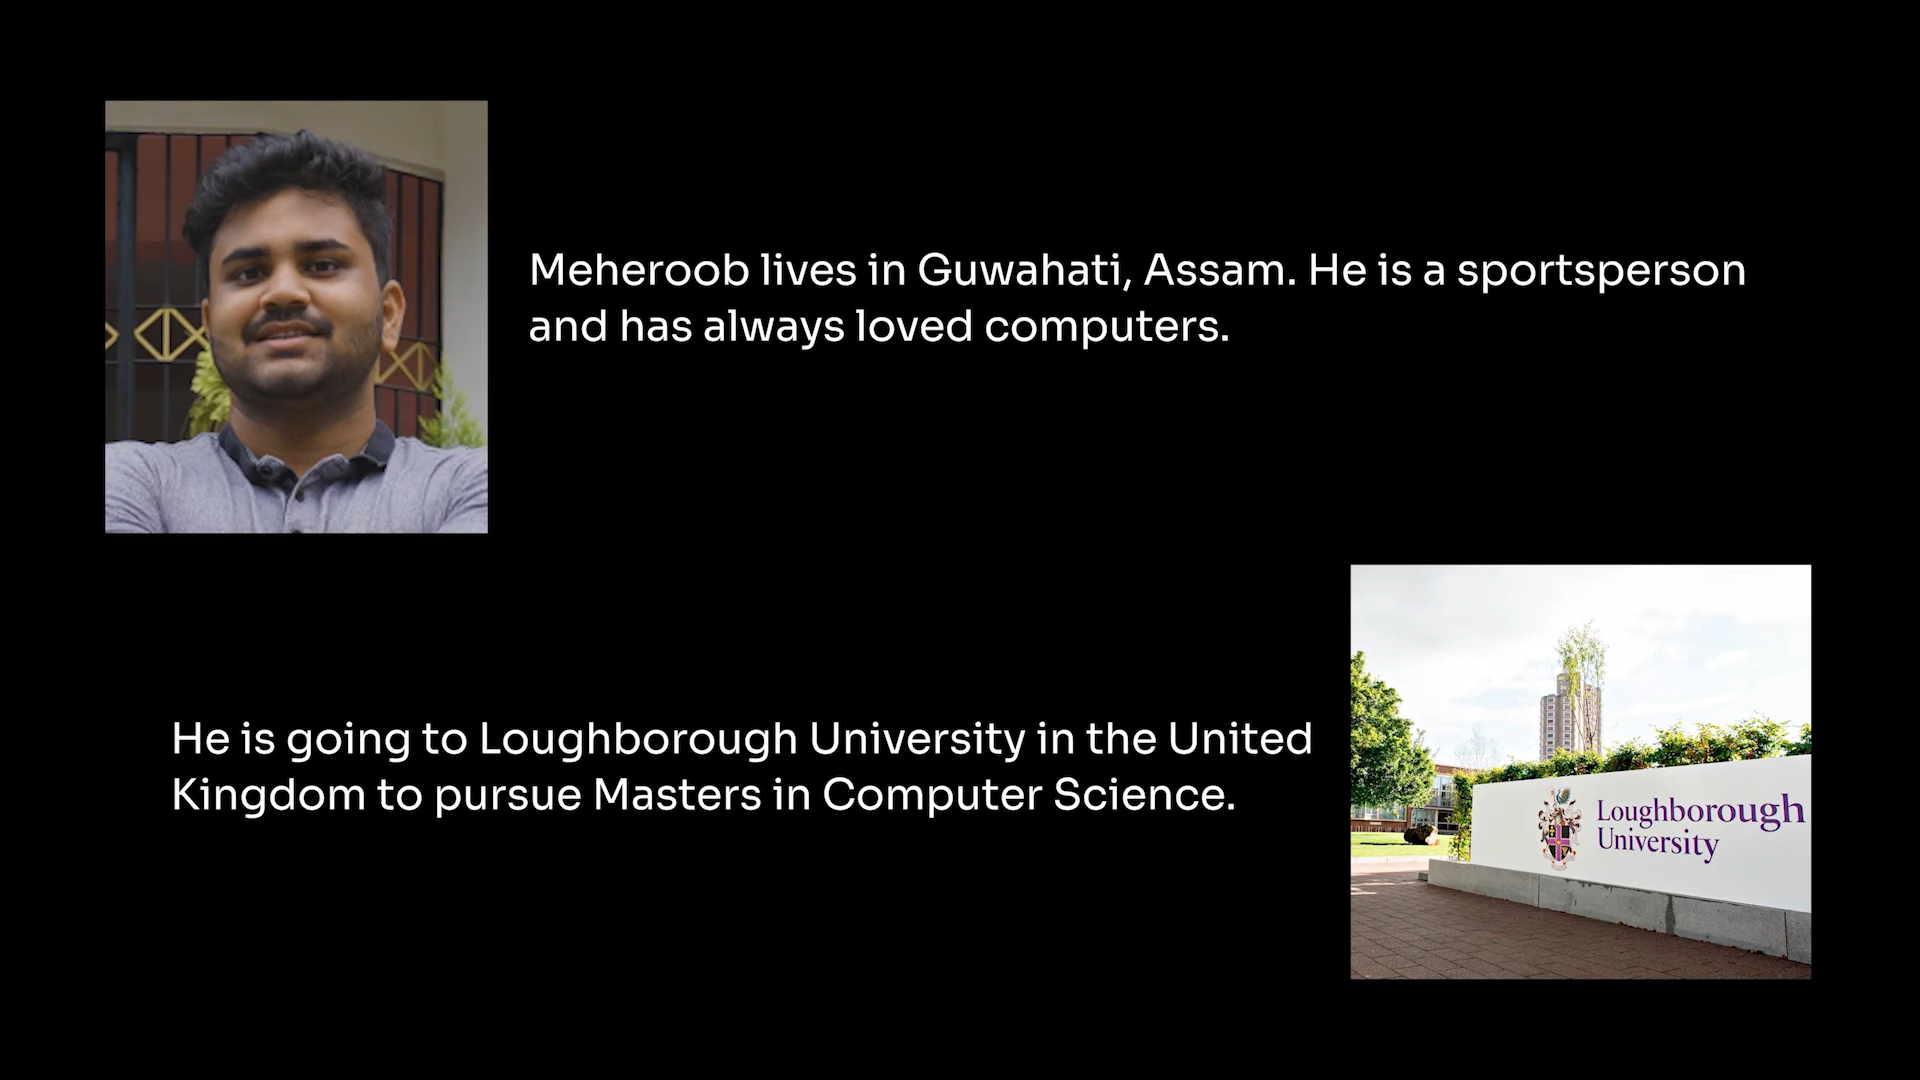 Meheroob lives in Guwahati, Assam. He is a sportsperson
and has always loved computers.
He is going to Loughborough University in the United
Kingdom to pursue Masters in Computer Science.
Loughborough
University